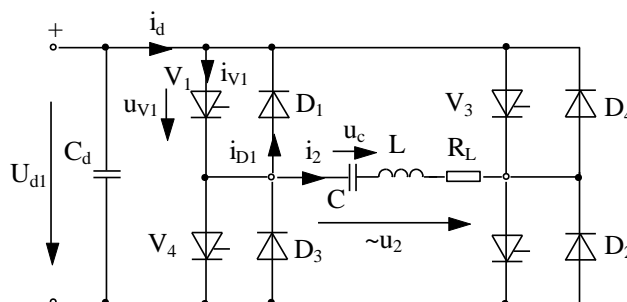 +
i_d
V_1
i_V1
D_1
V_3
D_4
u_V1
u_c
L
R_L
C_d
i_D1
i_2
U_d1
C
V_4
D_3
~u_2
D_2